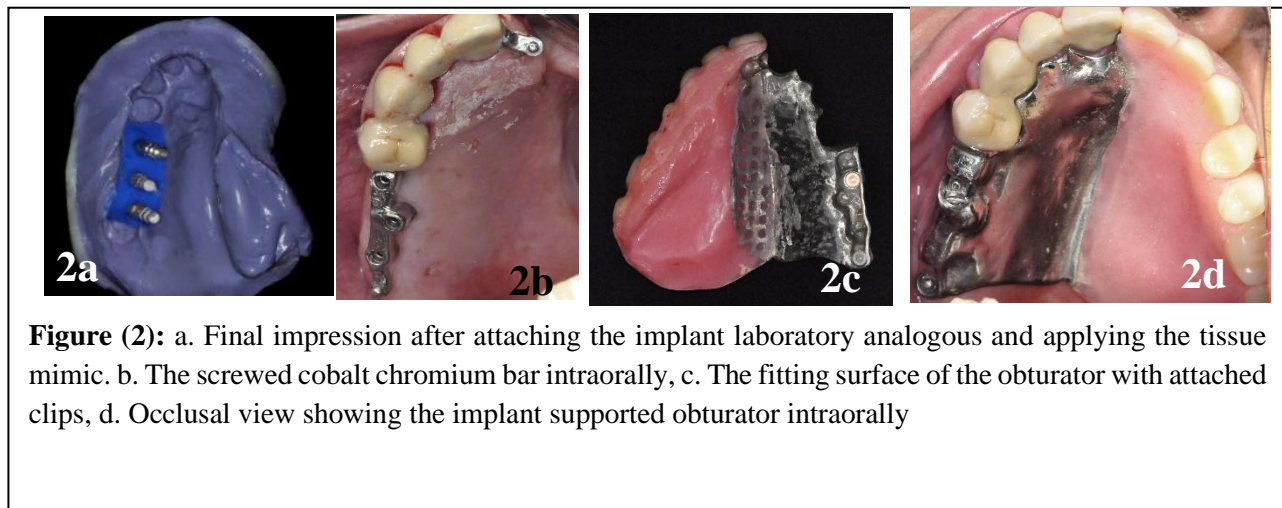 2a
2b
2c
2d
Figure (2): a. Final impression after attaching the implant laboratory analogous and applying the tissue
mimic. b. The screwed cobalt chromium bar intraorally, c. The fitting surface of the obturator with attached
clips, d. Occlusal view showing the implant supported obturator intraorally